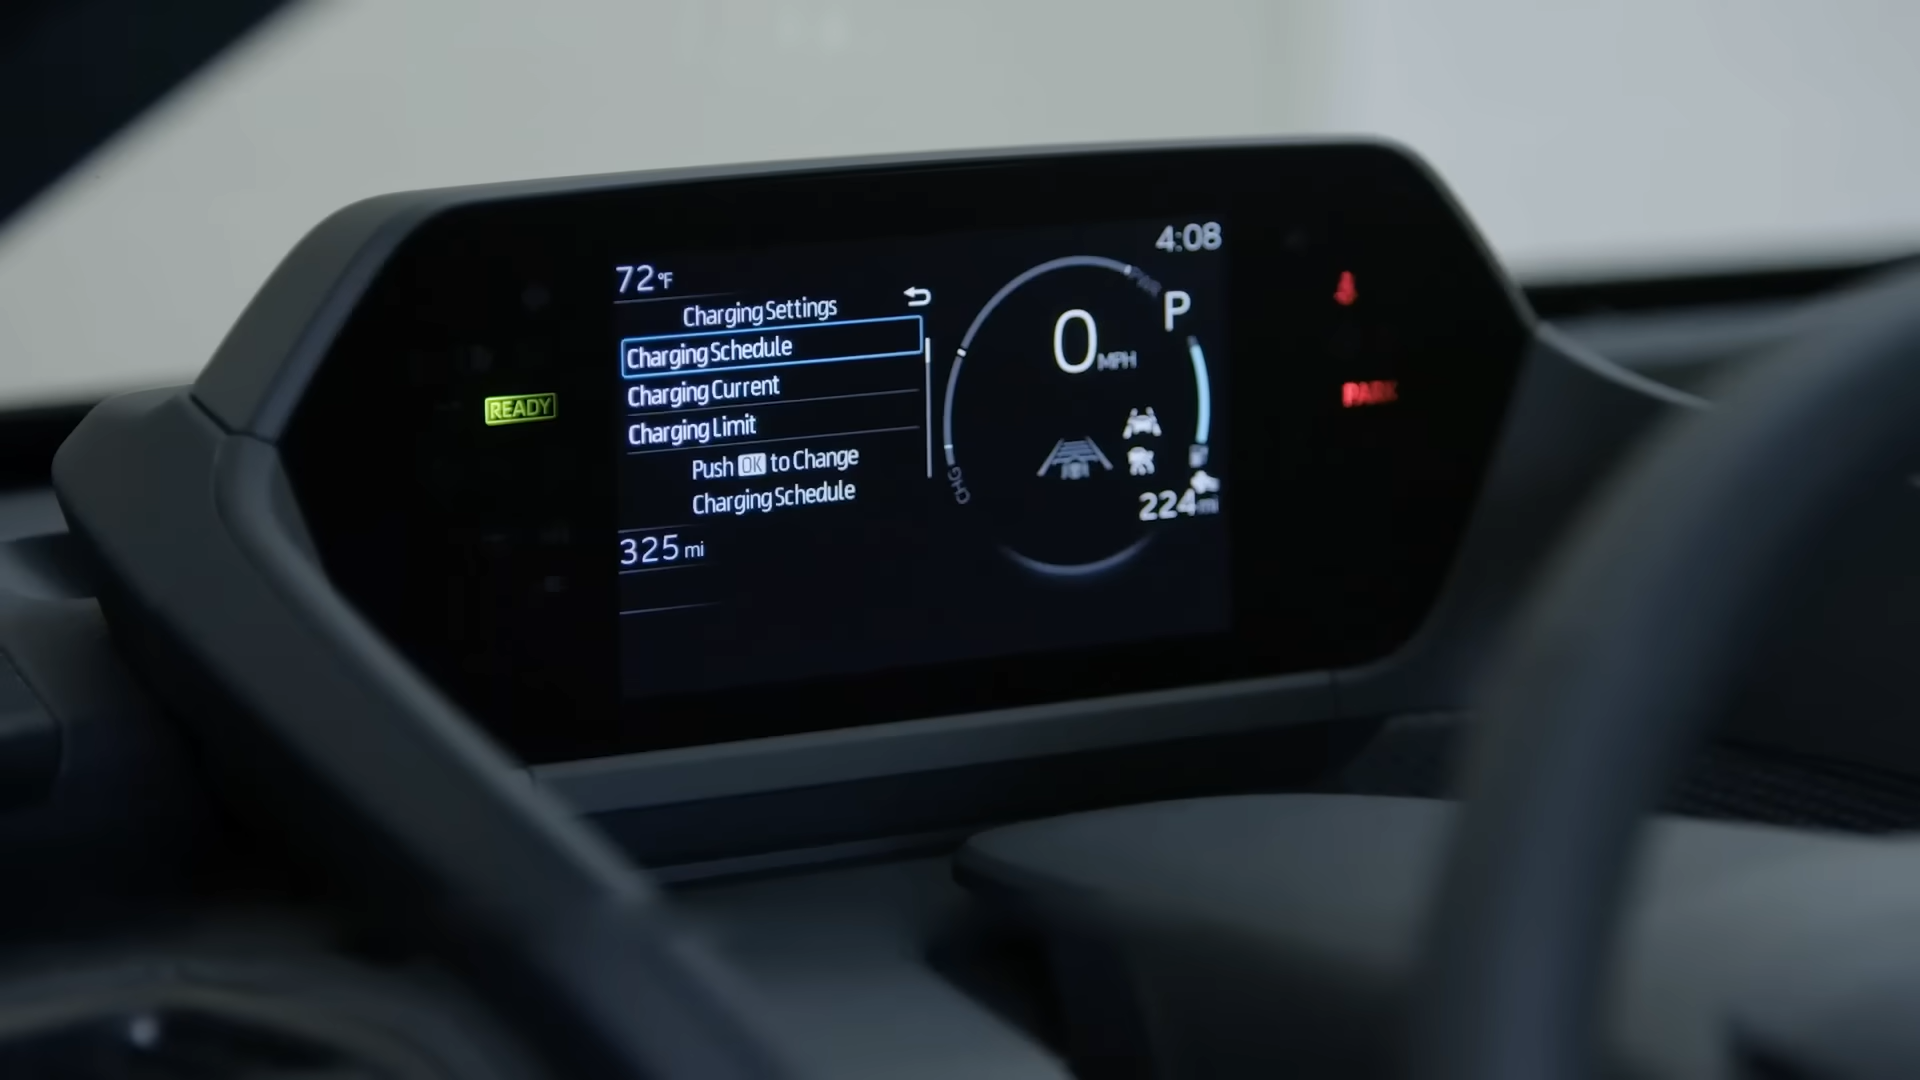 4:08
72°F
Charging Settings
Charging Schedule
Charging Current
Charging Limit
Push OK to Change
Charging Schedule
325 mi
READY
PWR
P
0 MPH
CHG
224 mi
PARK